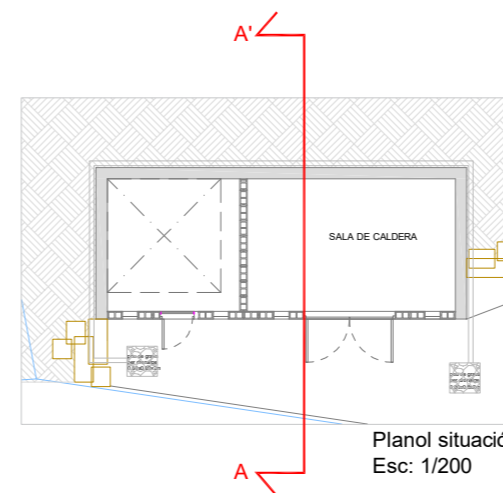 A'
SALA DE CALDERA
A
Planol situació
Esc: 1/200